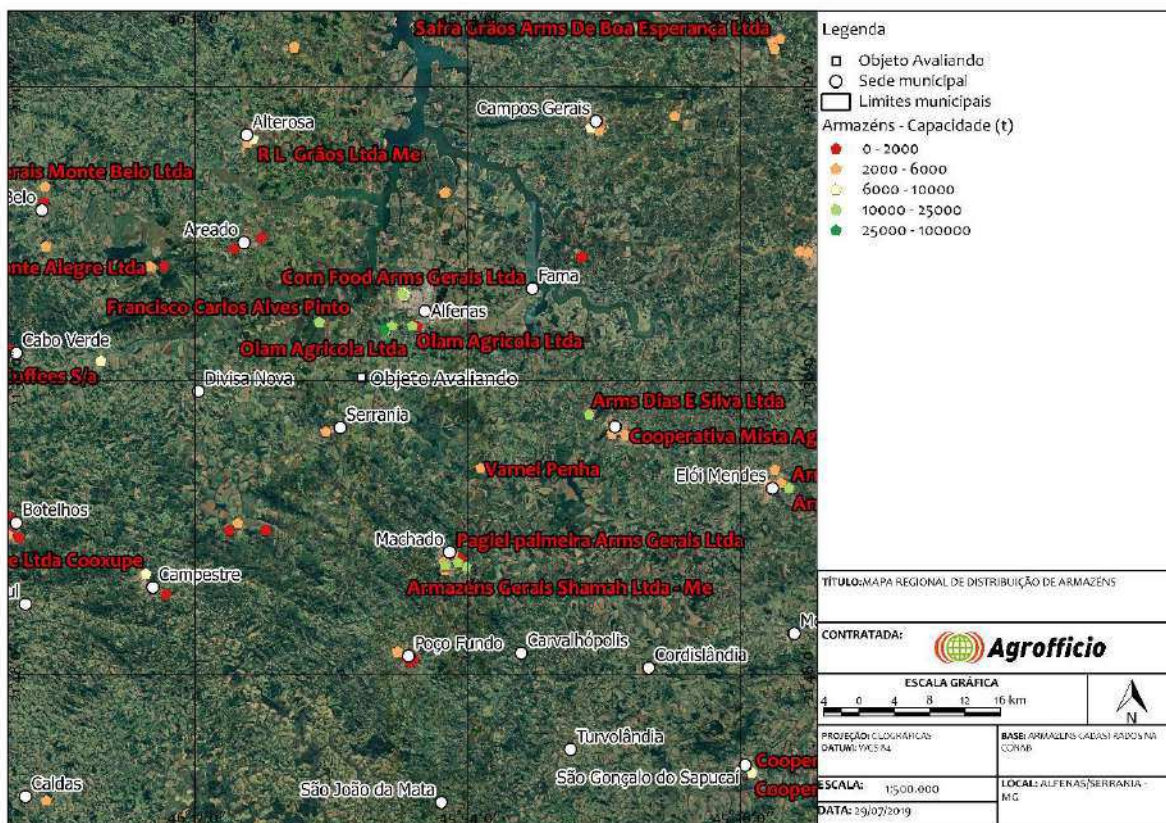 Safra Grãos Arms De Boa Esperança Ltda
Campos Gerais
Alterosa
R L Grãos Ltda Me
erais Monte Belo Ltda
Belo
Areado
onte Alegre Ltda
Corn Food Arms Gerais Ltda
Fama
Francisco Carlos Alves Pinto
Alfenas
Olam Agricola Ltda
Olam Agricola Ltda
Cabo Verde
Divisa Nova
Objeto Avaliando
Serrania
Arms Dias E Silva Ltda
Cooperativa Mista Ag
Varnel Penha
Elói Mendes
Botelhos
Machado
Pagiel-palmeira Arms Gerais Ltda
e Ltda Cooxupe
Campestre
Armazéns Gerais Shamah Ltda - Me
Poço Fundo
Carvalhópolis
Cordislândia
Turvolândia
São Gonçalo do Sapucaí
Cooper
Cooper
Caldas
São João da Mata
Legenda
Objeto Avaliando
Sede municipal
Limites municipais
Armazéns - Capacidade (t)
0 - 2000
2000 - 6000
6000 - 10000
10000 - 25000
25000 - 100000
TÍTULO:MAPA REGIONAL DE DISTRIBUIÇÃO DE ARMAZÉNS
CONTRATADA:
Agrofficio
ESCALA GRÁFICA
4 0 4 8 12 16 km
N
PROJEÇÃO: GEOGRÁFICAS
DATUM: WGS 84
BASE: ARMAZENS CADASTRADOS NA
CONAB
ESCALA: 1:500.000
LOCAL: ALFENAS/SERRANIA -
MG
DATA: 29/07/2019